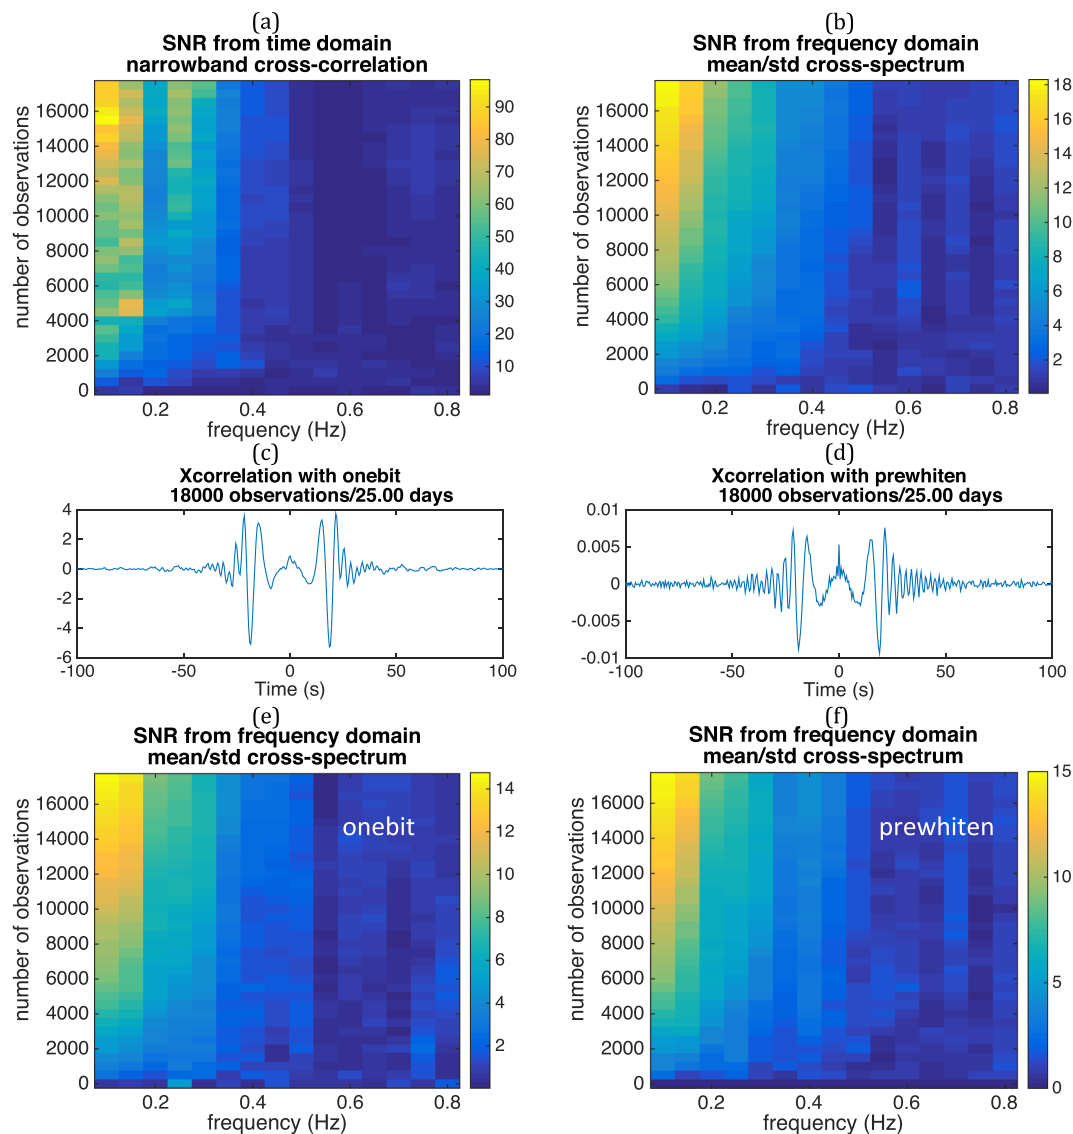 (a)
SNR from time domain
narrowband cross-correlation
16000
14000
12000
10000
8000
6000
4000
2000
0
number of observations
0.2 0.4 0.6 0.8
frequency (Hz)
90
80
70
60
50
40
30
20
10
(b)
SNR from frequency domain
mean/std cross-spectrum
16000
14000
12000
10000
8000
6000
4000
2000
0
number of observations
0.2 0.4 0.6 0.8
frequency (Hz)
18
16
14
12
10
8
6
4
2
(c)
Xcorrelation with onebit
18000 observations/25.00 days
4
2
0
-2
-4
-6
-100 -50 0 50 100
Time (s)
(d)
Xcorrelation with prewhiten
18000 observations/25.00 days
0.01
0.005
0
-0.005
-0.01
-100 -50 0 50 100
Time (s)
(e)
SNR from frequency domain
mean/std cross-spectrum
onebit
16000
14000
12000
10000
8000
6000
4000
2000
0
number of observations
0.2 0.4 0.6 0.8
frequency (Hz)
14
12
10
8
6
4
2
(f)
SNR from frequency domain
mean/std cross-spectrum
prewhiten
16000
14000
12000
10000
8000
6000
4000
2000
0
number of observations
0.2 0.4 0.6 0.8
frequency (Hz)
15
10
5
0